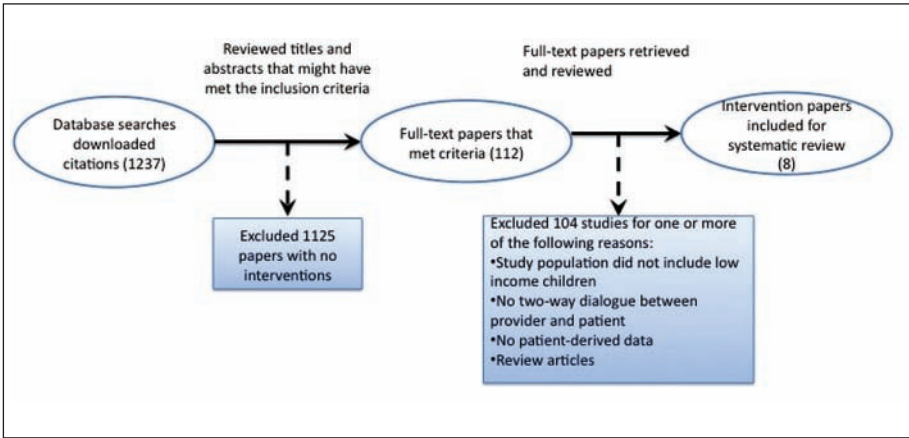 Reviewed titles and
abstracts that might have
met the inclusion criteria
Full-text papers retrieved
and reviewed
Database searches
downloaded
citations (1237)
Full-text papers that
met criteria (112)
Intervention papers
included for
systematic review
(8)
Excluded 1125
papers with no
interventions
Excluded 104 studies for one or more
of the following reasons:
•Study population did not include low
income children
•No two-way dialogue between
provider and patient
•No patient-derived data
•Review articles